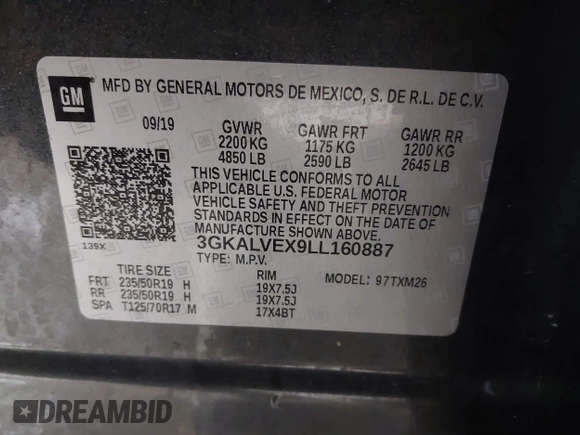 GM
MFD BY GENERAL MOTORS DE MEXICO, S. DE R.L. DE C.V.
09/19 GVWR GAWR FRT GAWR RR
2200 KG 1175 KG 1200 KG
4850 LB 2590 LB 2645 LB
THIS VEHICLE CONFORMS TO ALL
APPLICABLE U.S. FEDERAL MOTOR
VEHICLE SAFETY AND THEFT PREVENTION
STANDARDS IN EFFECT ON THE DATE OF
MANUFACTURE SHOWN ABOVE.
139X 3GKALVEX9LL160887
TYPE: M.P.V.
TIRE SIZE RIM MODEL: 97TXM26
FRT 235/50R19 H 19X7.5J
RR 235/50R19 H 19X7.5J
SPA T125/70R17 M 17X4BT
DREAMBID